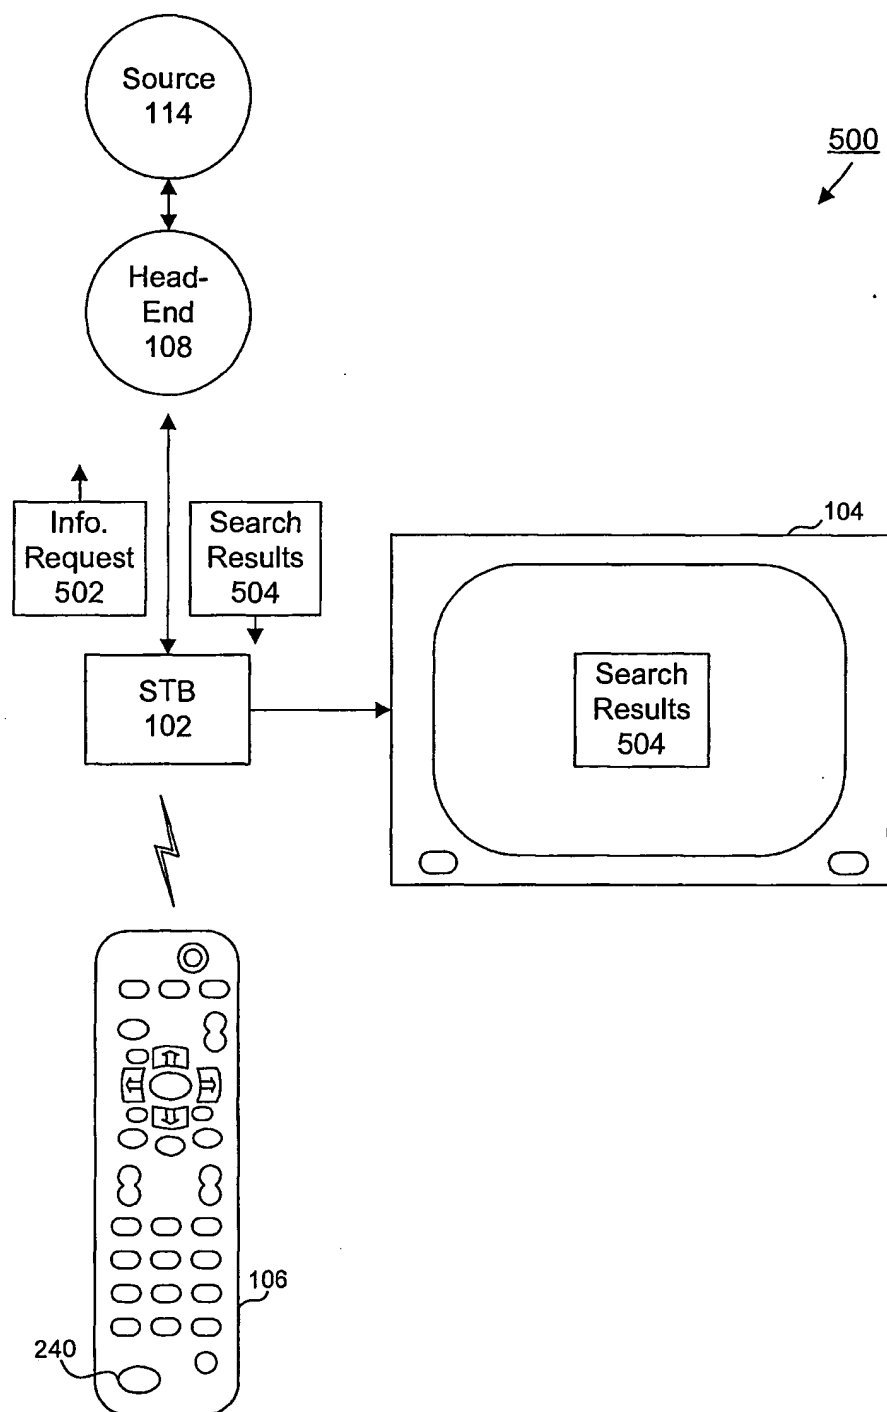 Source
114
500
Head-
End
108
Info.
Request
502
Search
Results
504
104
STB
102
Search
Results
504
106
240